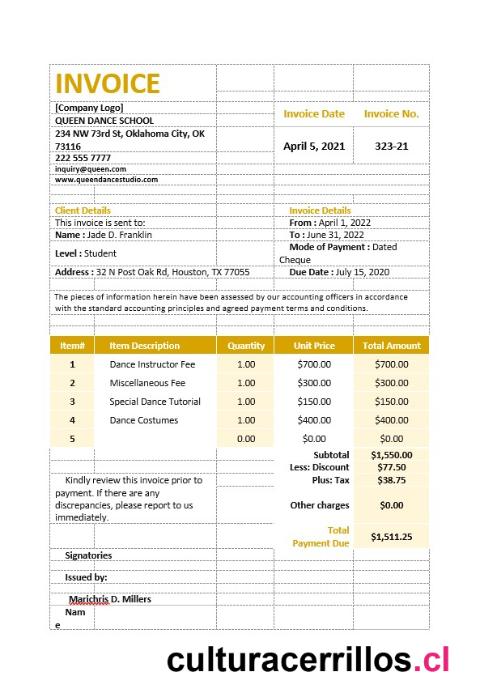 INVOICE
[Company Logo]
QUEEN DANCE SCHOOL
234 NW 73rd St, Oklahoma City, OK
73116
222 555 7777
inquiry@queen.com
www.queendancestudio.com
Invoice Date Invoice No.
April 5, 2021 323-21
Client Details Invoice Details
This invoice is sent to: From : April 1, 2022
Name : Jade D. Franklin To : June 31, 2022
Level : Student Mode of Payment : Dated
Cheque
Address : 32 N Post Oak Rd, Houston, TX 77055 Due Date : July 15, 2020
The pieces of information herein have been assessed by our accounting officers in accordance
with the standard accounting principles and agreed payment terms and conditions.
Item# Item Description Quantity Unit Price Total Amount
1 Dance Instructor Fee 1.00 $700.00 $700.00
2 Miscellaneous Fee 1.00 $300.00 $300.00
3 Special Dance Tutorial 1.00 $150.00 $150.00
4 Dance Costumes 1.00 $400.00 $400.00
5 0.00 $0.00 $0.00
Subtotal $1,550.00
Less: Discount $77.50
Plus: Tax $38.75
Other charges $0.00
Total
Payment Due $1,511.25
Kindly review this invoice prior to
payment. If there are any
discrepancies, please report to us
immediately.
Signatories
Issued by:
Marichris D. Millers
Nam
e
culturacerrillos.cl